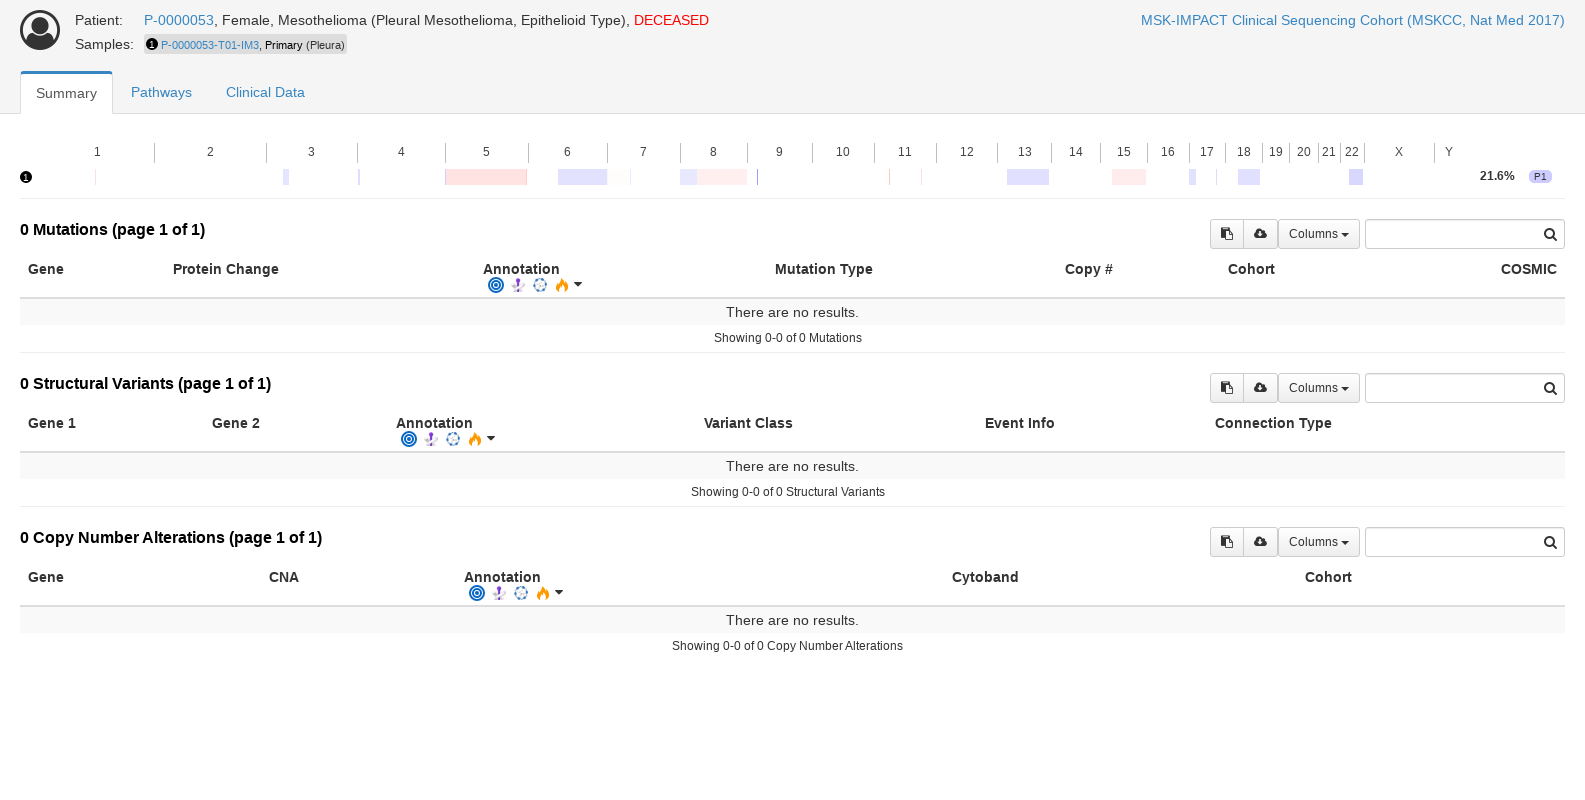 Patient: P-0000053, Female, Mesothelioma (Pleural Mesothelioma, Epithelioid Type), DECEASED
MSK-IMPACT Clinical Sequencing Cohort (MSKCC, Nat Med 2017)
Samples: 1 P-0000053-T01-IM3, Primary (Pleura)
Summary Pathways Clinical Data
1 2 3 4 5 6 7 8 9 10 11 12 13 14 15 16 17 18 19 20 21 22 X Y
1 21.6% P1
0 Mutations (page 1 of 1) Columns
Gene Protein Change Annotation Mutation Type Copy # Cohort COSMIC
There are no results.
Showing 0-0 of 0 Mutations
0 Structural Variants (page 1 of 1) Columns
Gene 1 Gene 2 Annotation Variant Class Event Info Connection Type
There are no results.
Showing 0-0 of 0 Structural Variants
0 Copy Number Alterations (page 1 of 1) Columns
Gene CNA Annotation Cytoband Cohort
There are no results.
Showing 0-0 of 0 Copy Number Alterations